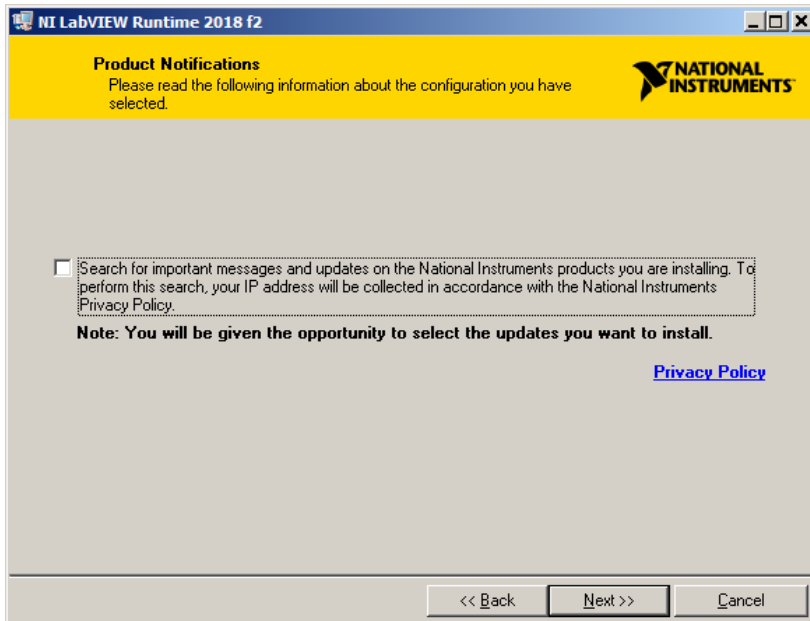 NI LabVIEW Runtime 2018 f2
Product Notifications
Please read the following information about the configuration you have
selected.
NATIONAL
INSTRUMENTS™
Search for important messages and updates on the National Instruments products you are installing. To
perform this search, your IP address will be collected in accordance with the National Instruments
Privacy Policy.
Note: You will be given the opportunity to select the updates you want to install.
Privacy Policy
<< Back
Next >>
Cancel